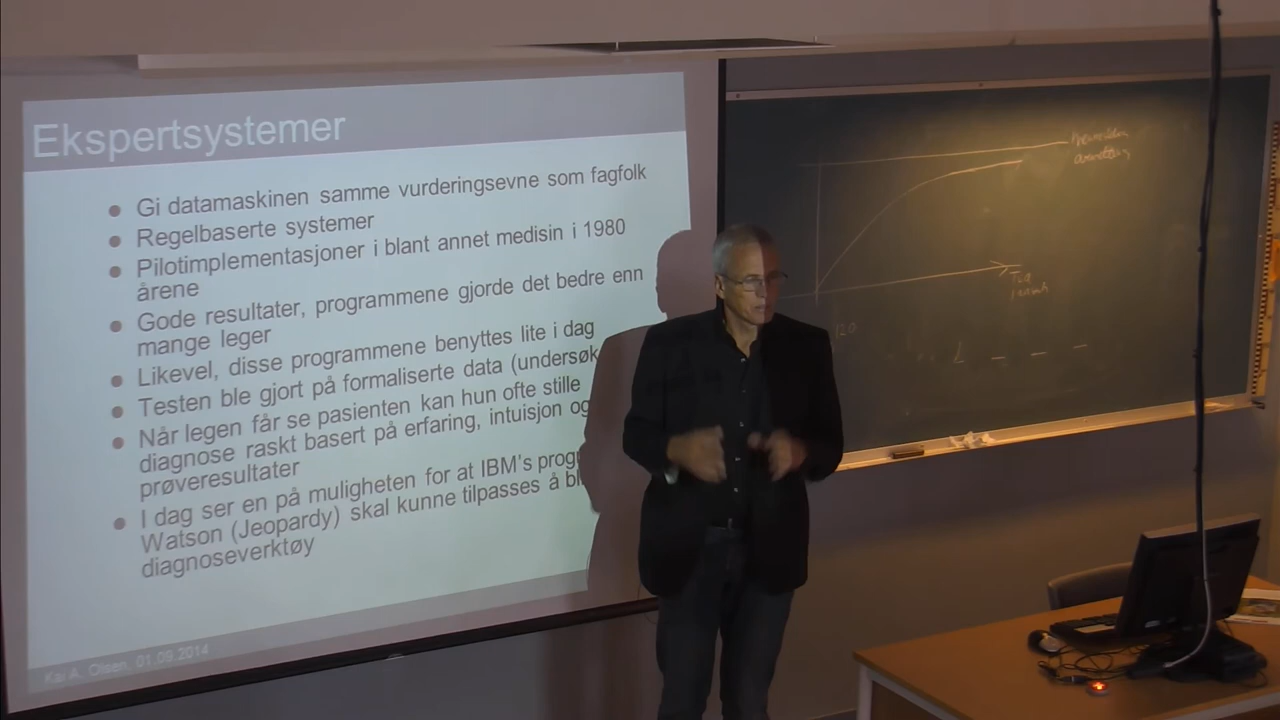 Ekspertsystemer
Gi datamaskinen samme vurderingsevne som fagfolk
Regelbaserte systemer
Pilotimplementasjoner i blant annet medisin i 1980
årene
Gode resultater, programmene gjorde det bedre enn
mange leger
Likevel, disse programmene benyttes lite i dag
Testen ble gjort på formaliserte data (undersøk
Når legen får se pasienten kan hun ofte stille
diagnose raskt basert på erfaring, intuisjon og
prøveresultater
I dag ser en på muligheten for at IBM's prog
Watson (Jeopardy) skal kunne tilpasses å bl
diagnoseverktøy
Kai A. Olsen, 01.09.2014